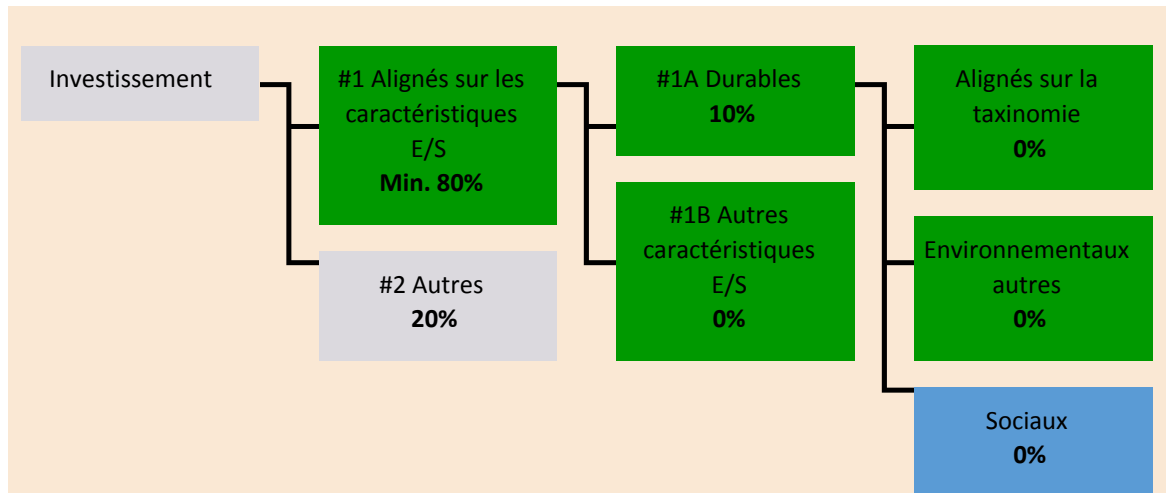 Investissement
#1 Alignés sur les
caractéristiques
E/S
Min. 80%
#2 Autres
20%
#1A Durables
10%
#1B Autres
caractéristiques
E/S
0%
Alignés sur la
taxinomie
0%
Environnementaux
autres
0%
Sociaux
0%